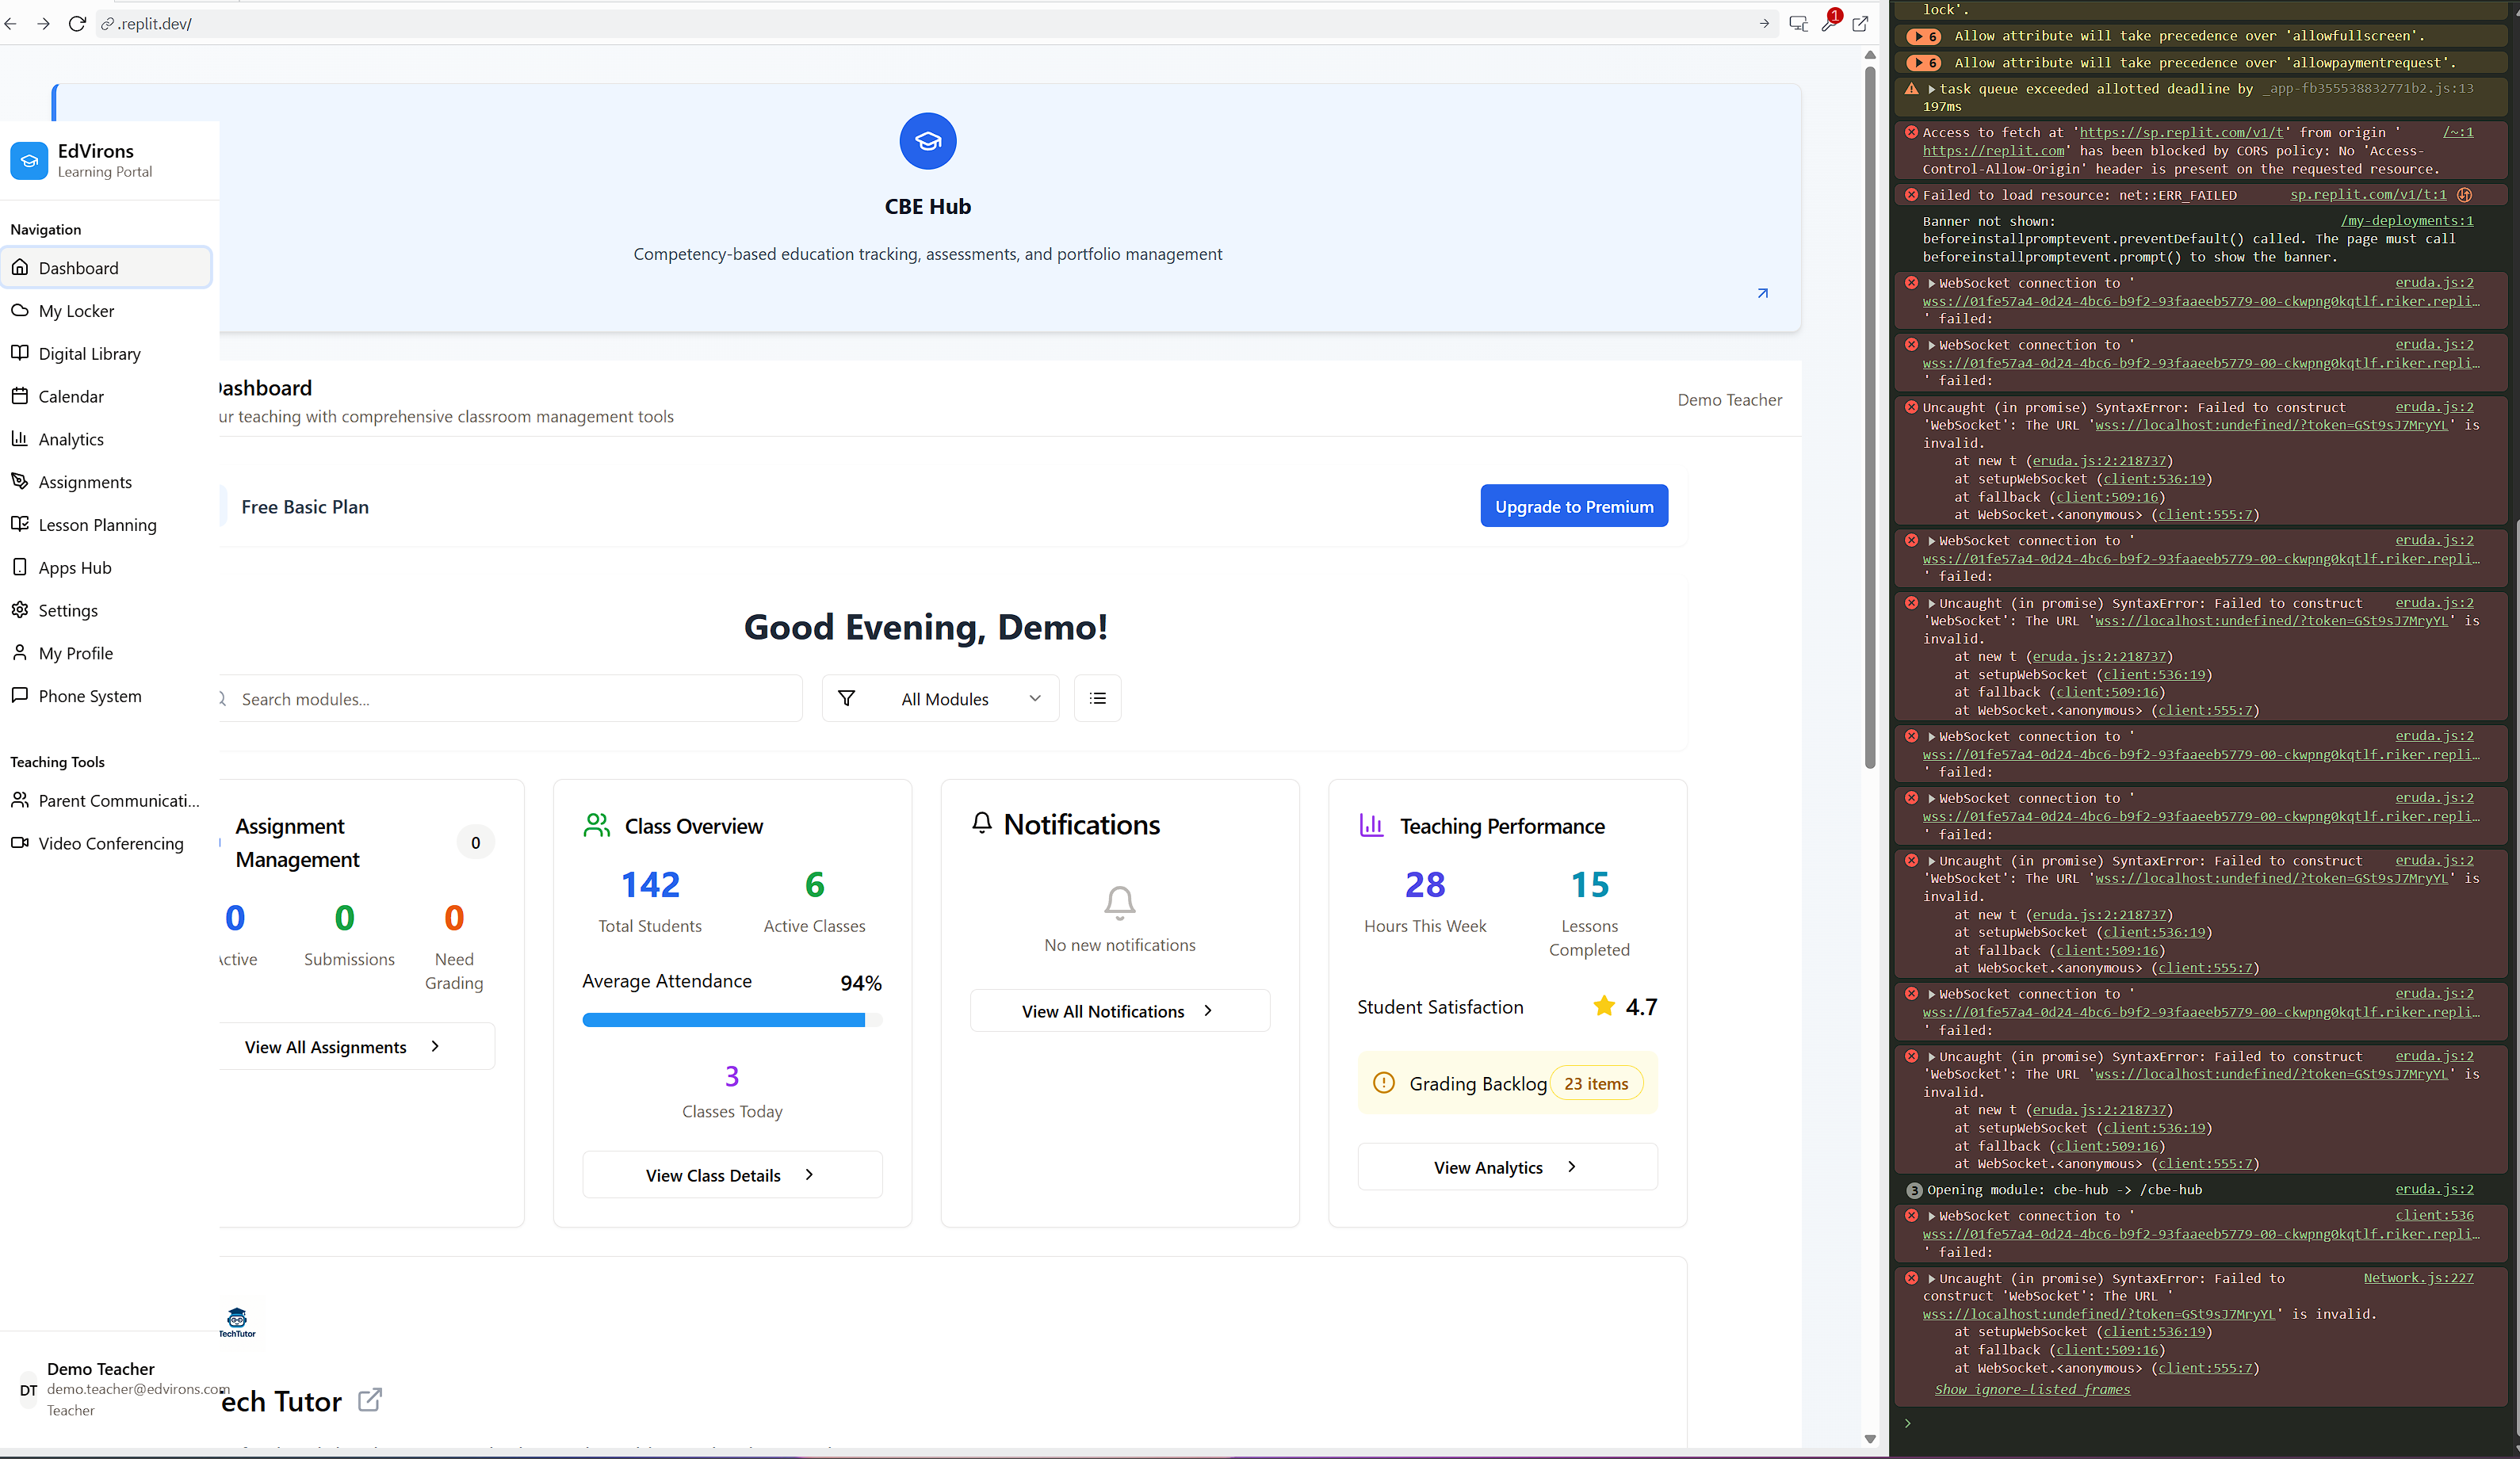 .replit.dev/
1
EdVirons
Learning Portal
Navigation
Dashboard
My Locker
Digital Library
Calendar
Analytics
Assignments
Lesson Planning
Apps Hub
Settings
My Profile
Phone System
Teaching Tools
Parent Communicati...
Video Conferencing
DT
Demo Teacher
demo.teacher@edvirons.com
Teacher
CBE Hub
Competency-based education tracking, assessments, and portfolio management
Dashboard
ur teaching with comprehensive classroom management tools
Demo Teacher
Free Basic Plan
Upgrade to Premium
Good Evening, Demo!
Search modules...
All Modules
Assignment
Management
0
0
0
0
Active
Submissions
Need
Grading
View All Assignments
Class Overview
142
6
Total Students
Active Classes
Average Attendance
94%
3
Classes Today
View Class Details
Notifications
No new notifications
View All Notifications
Teaching Performance
28
15
Hours This Week
Lessons
Completed
Student Satisfaction
4.7
Grading Backlog
23 items
View Analytics
TechTutor
ech Tutor
lock'.
6 Allow attribute will take precedence over 'allowfullscreen'.
6 Allow attribute will take precedence over 'allowpaymentrequest'.
task queue exceeded allotted deadline by _app-fb355538832771b2.js:13
197ms
Access to fetch at 'https://sp.replit.com/v1/t' from origin ' /~:1
https://replit.com' has been blocked by CORS policy: No 'Access-
Control-Allow-Origin' header is present on the requested resource.
Failed to load resource: net::ERR_FAILED sp.replit.com/v1/t:1
Banner not shown: /my-deployments:1
beforeinstallpromptevent.preventDefault() called. The page must call
beforeinstallpromptevent.prompt() to show the banner.
WebSocket connection to ' eruda.js:2
wss://01fe57a4-0d24-4bc6-b9f2-93faaeeb5779-00-ckwpng0kqtlf.riker.repli…
' failed:
WebSocket connection to ' eruda.js:2
wss://01fe57a4-0d24-4bc6-b9f2-93faaeeb5779-00-ckwpng0kqtlf.riker.repli…
' failed:
Uncaught (in promise) SyntaxError: Failed to construct eruda.js:2
'WebSocket': The URL 'wss://localhost:undefined/?token=GSt9sJ7MryYL' is
invalid.
at new t (eruda.js:2:218737)
at setupWebSocket (client:536:19)
at fallback (client:509:16)
at WebSocket.<anonymous> (client:555:7)
WebSocket connection to ' eruda.js:2
wss://01fe57a4-0d24-4bc6-b9f2-93faaeeb5779-00-ckwpng0kqtlf.riker.repli…
' failed:
Uncaught (in promise) SyntaxError: Failed to construct eruda.js:2
'WebSocket': The URL 'wss://localhost:undefined/?token=GSt9sJ7MryYL' is
invalid.
at new t (eruda.js:2:218737)
at setupWebSocket (client:536:19)
at fallback (client:509:16)
at WebSocket.<anonymous> (client:555:7)
WebSocket connection to ' eruda.js:2
wss://01fe57a4-0d24-4bc6-b9f2-93faaeeb5779-00-ckwpng0kqtlf.riker.repli…
' failed:
WebSocket connection to ' eruda.js:2
wss://01fe57a4-0d24-4bc6-b9f2-93faaeeb5779-00-ckwpng0kqtlf.riker.repli…
' failed:
Uncaught (in promise) SyntaxError: Failed to construct eruda.js:2
'WebSocket': The URL 'wss://localhost:undefined/?token=GSt9sJ7MryYL' is
invalid.
at new t (eruda.js:2:218737)
at setupWebSocket (client:536:19)
at fallback (client:509:16)
at WebSocket.<anonymous> (client:555:7)
WebSocket connection to ' eruda.js:2
wss://01fe57a4-0d24-4bc6-b9f2-93faaeeb5779-00-ckwpng0kqtlf.riker.repli…
' failed:
Uncaught (in promise) SyntaxError: Failed to construct eruda.js:2
'WebSocket': The URL 'wss://localhost:undefined/?token=GSt9sJ7MryYL' is
invalid.
at new t (eruda.js:2:218737)
at setupWebSocket (client:536:19)
at fallback (client:509:16)
at WebSocket.<anonymous> (client:555:7)
3 Opening module: cbe-hub -> /cbe-hub eruda.js:2
WebSocket connection to ' client:536
wss://01fe57a4-0d24-4bc6-b9f2-93faaeeb5779-00-ckwpng0kqtlf.riker.repli…
' failed:
Uncaught (in promise) SyntaxError: Failed to Network.js:227
construct 'WebSocket': The URL '
wss://localhost:undefined/?token=GSt9sJ7MryYL' is invalid.
at setupWebSocket (client:536:19)
at fallback (client:509:16)
at WebSocket.<anonymous> (client:555:7)
Show ignore-listed frames